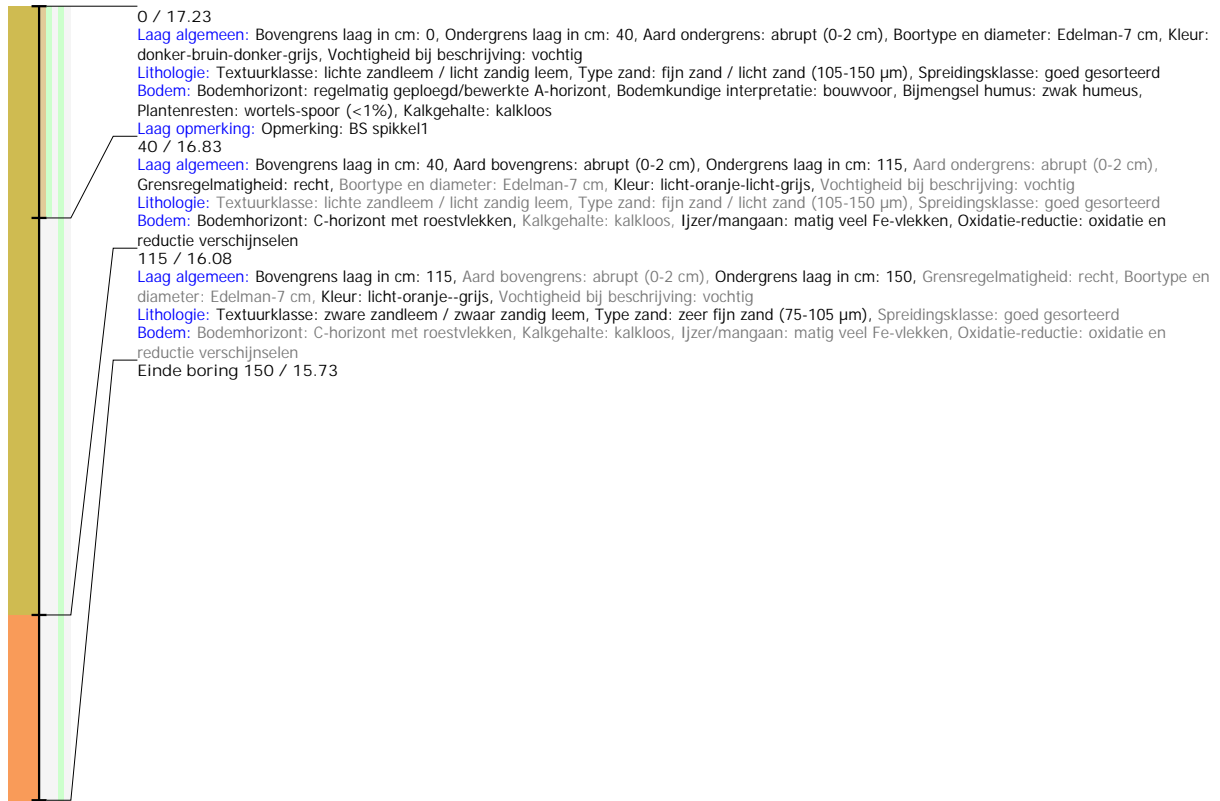 0 / 17.23
Laag algemeen: Bovengrens laag in cm: 0, Ondergrens laag in cm: 40, Aard ondergrens: abrupt (0-2 cm), Boortype en diameter: Edelman-7 cm, Kleur:
donker-bruin-donker-grijs, Vochtigheid bij beschrijving: vochtig
Lithologie: Textuurklasse: lichte zandleem / licht zandig leem, Type zand: fijn zand / licht zand (105-150 µm), Spreidingsklasse: goed gesorteerd
Bodem: Bodemhorizont: regelmatig geploegd/bewerkte A-horizont, Bodemkundige interpretatie: bouwvoor, Bijmengsel humus: zwak humeus,
Plantenresten: wortels-spoor (<1%), Kalkgehalte: kalkloos
Laag opmerking: Opmerking: BS spikkel1
40 / 16.83
Laag algemeen: Bovengrens laag in cm: 40, Aard bovengrens: abrupt (0-2 cm), Ondergrens laag in cm: 115, Aard ondergrens: abrupt (0-2 cm),
Grensregelmatigheid: recht, Boortype en diameter: Edelman-7 cm, Kleur: licht-oranje-licht-grijs, Vochtigheid bij beschrijving: vochtig
Lithologie: Textuurklasse: lichte zandleem / licht zandig leem, Type zand: fijn zand / licht zand (105-150 µm), Spreidingsklasse: goed gesorteerd
Bodem: Bodemhorizont: C-horizont met roestvlekken, Kalkgehalte: kalkloos, Ijzer/mangaan: matig veel Fe-vlekken, Oxidatie-reductie: oxidatie en
reductie verschijnselen
115 / 16.08
Laag algemeen: Bovengrens laag in cm: 115, Aard bovengrens: abrupt (0-2 cm), Ondergrens laag in cm: 150, Grensregelmatigheid: recht, Boortype en
diameter: Edelman-7 cm, Kleur: licht-oranje--grijs, Vochtigheid bij beschrijving: vochtig
Lithologie: Textuurklasse: zware zandleem / zwaar zandig leem, Type zand: zeer fijn zand (75-105 µm), Spreidingsklasse: goed gesorteerd
Bodem: Bodemhorizont: C-horizont met roestvlekken, Kalkgehalte: kalkloos, Ijzer/mangaan: matig veel Fe-vlekken, Oxidatie-reductie: oxidatie en
reductie verschijnselen
Einde boring 150 / 15.73